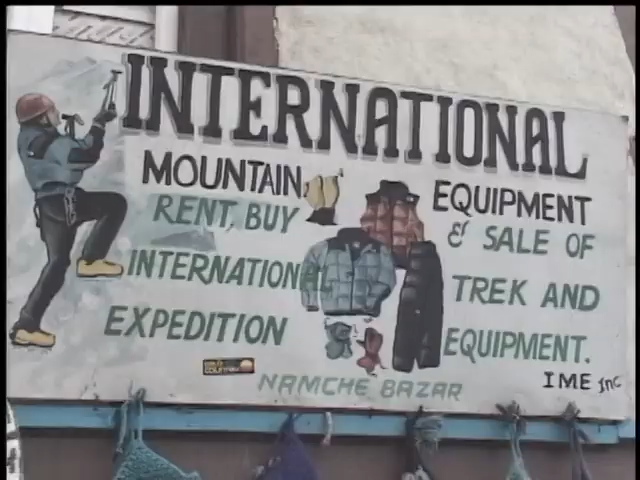 INTERNATIONAL
MOUNTAIN EQUIPMENT
RENT, BUY & SALE OF
INTERNATIONAL TREK AND
EXPEDITION EQUIPMENT.
NAMCHE BAZAR
IME Inc